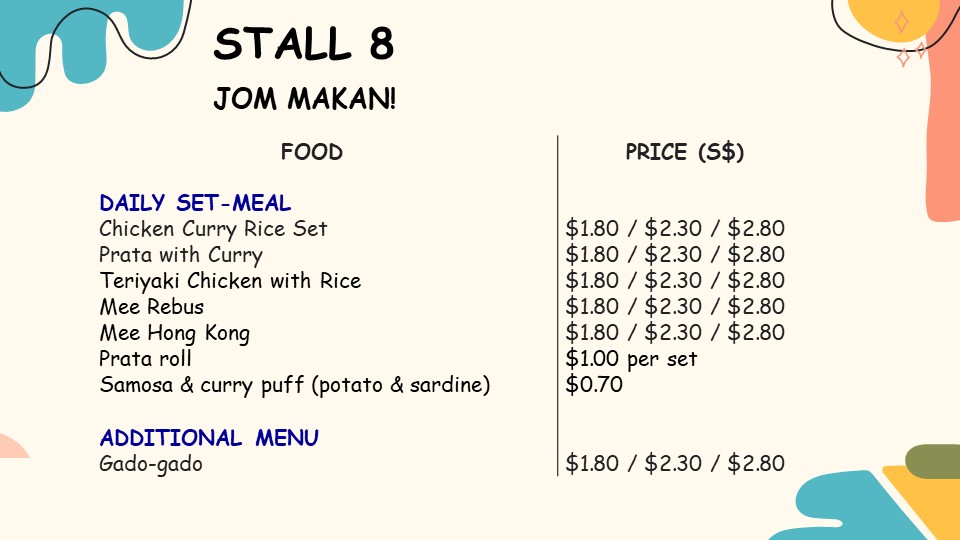 STALL 8
JOM MAKAN!
FOOD PRICE (S$)
DAILY SET-MEAL
Chicken Curry Rice Set $1.80 / $2.30 / $2.80
Prata with Curry $1.80 / $2.30 / $2.80
Teriyaki Chicken with Rice $1.80 / $2.30 / $2.80
Mee Rebus $1.80 / $2.30 / $2.80
Mee Hong Kong $1.80 / $2.30 / $2.80
Prata roll $1.00 per set
Samosa & curry puff (potato & sardine) $0.70
ADDITIONAL MENU
Gado-gado $1.80 / $2.30 / $2.80